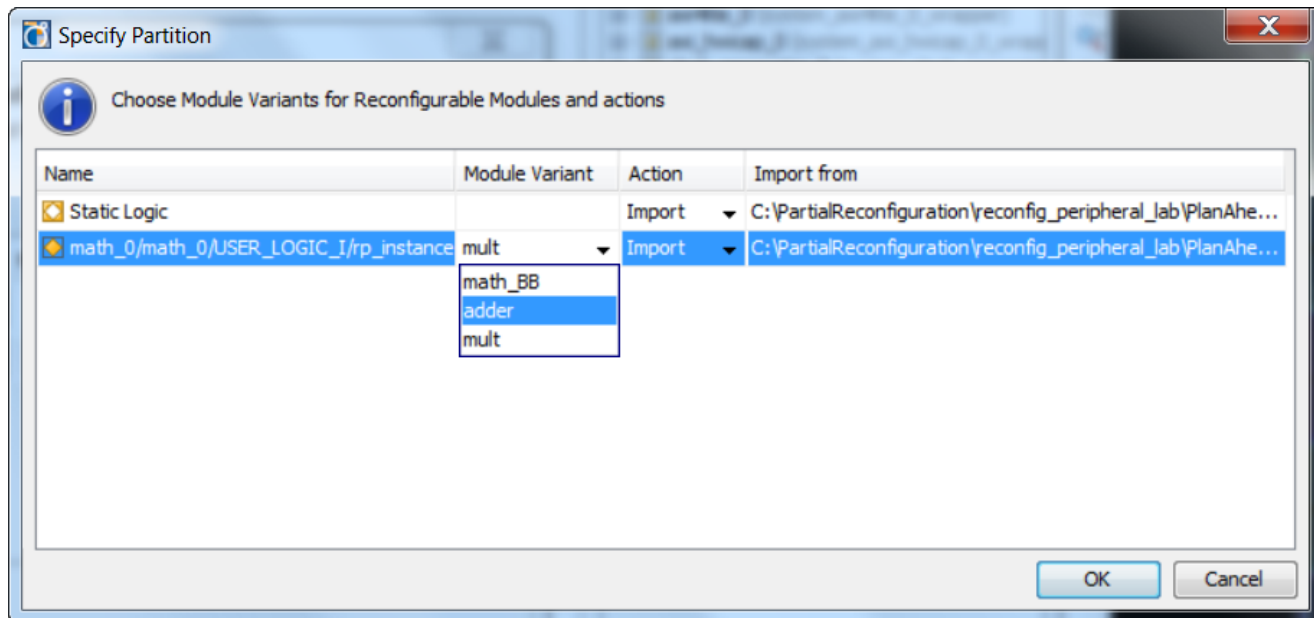 Specify Partition
Choose Module Variants for Reconfigurable Modules and actions
Name Module Variant Action Import from
Static Logic Import C:\PartialReconfiguration\reconfig_peripheral_lab\PlanAhe...
math_0/math_0/USER_LOGIC_I/rp_instance mult Import C:\PartialReconfiguration\reconfig_peripheral_lab\PlanAhe...
math_BB
adder
mult
OK Cancel